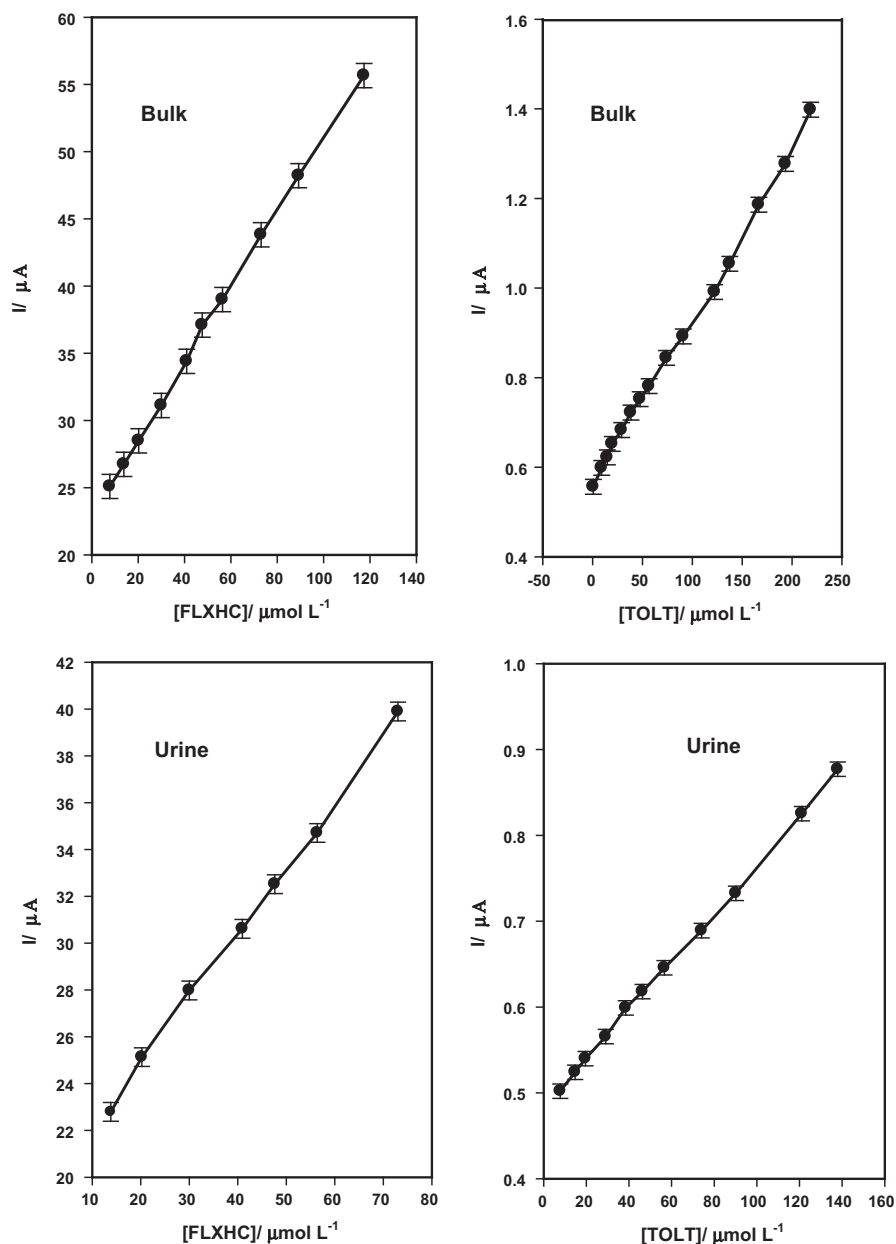 60
55
50
45
40
35
30
25
20
I/ μA
Bulk
0 20 40 60 80 100 120 140
[FLXHC]/ μmol L-1
1.6
1.4
1.2
1.0
0.8
0.6
0.4
I/ μA
Bulk
-50 0 50 100 150 200 250
[TOLT]/ μmol L-1
42
40
38
36
34
32
30
28
26
24
22
20
I/ μA
Urine
10 20 30 40 50 60 70 80
[FLXHC]/ μmol L-1
1.0
0.9
0.8
0.7
0.6
0.5
0.4
I/ μA
Urine
0 20 40 60 80 100 120 140 160
[TOLT]/ μmol L-1